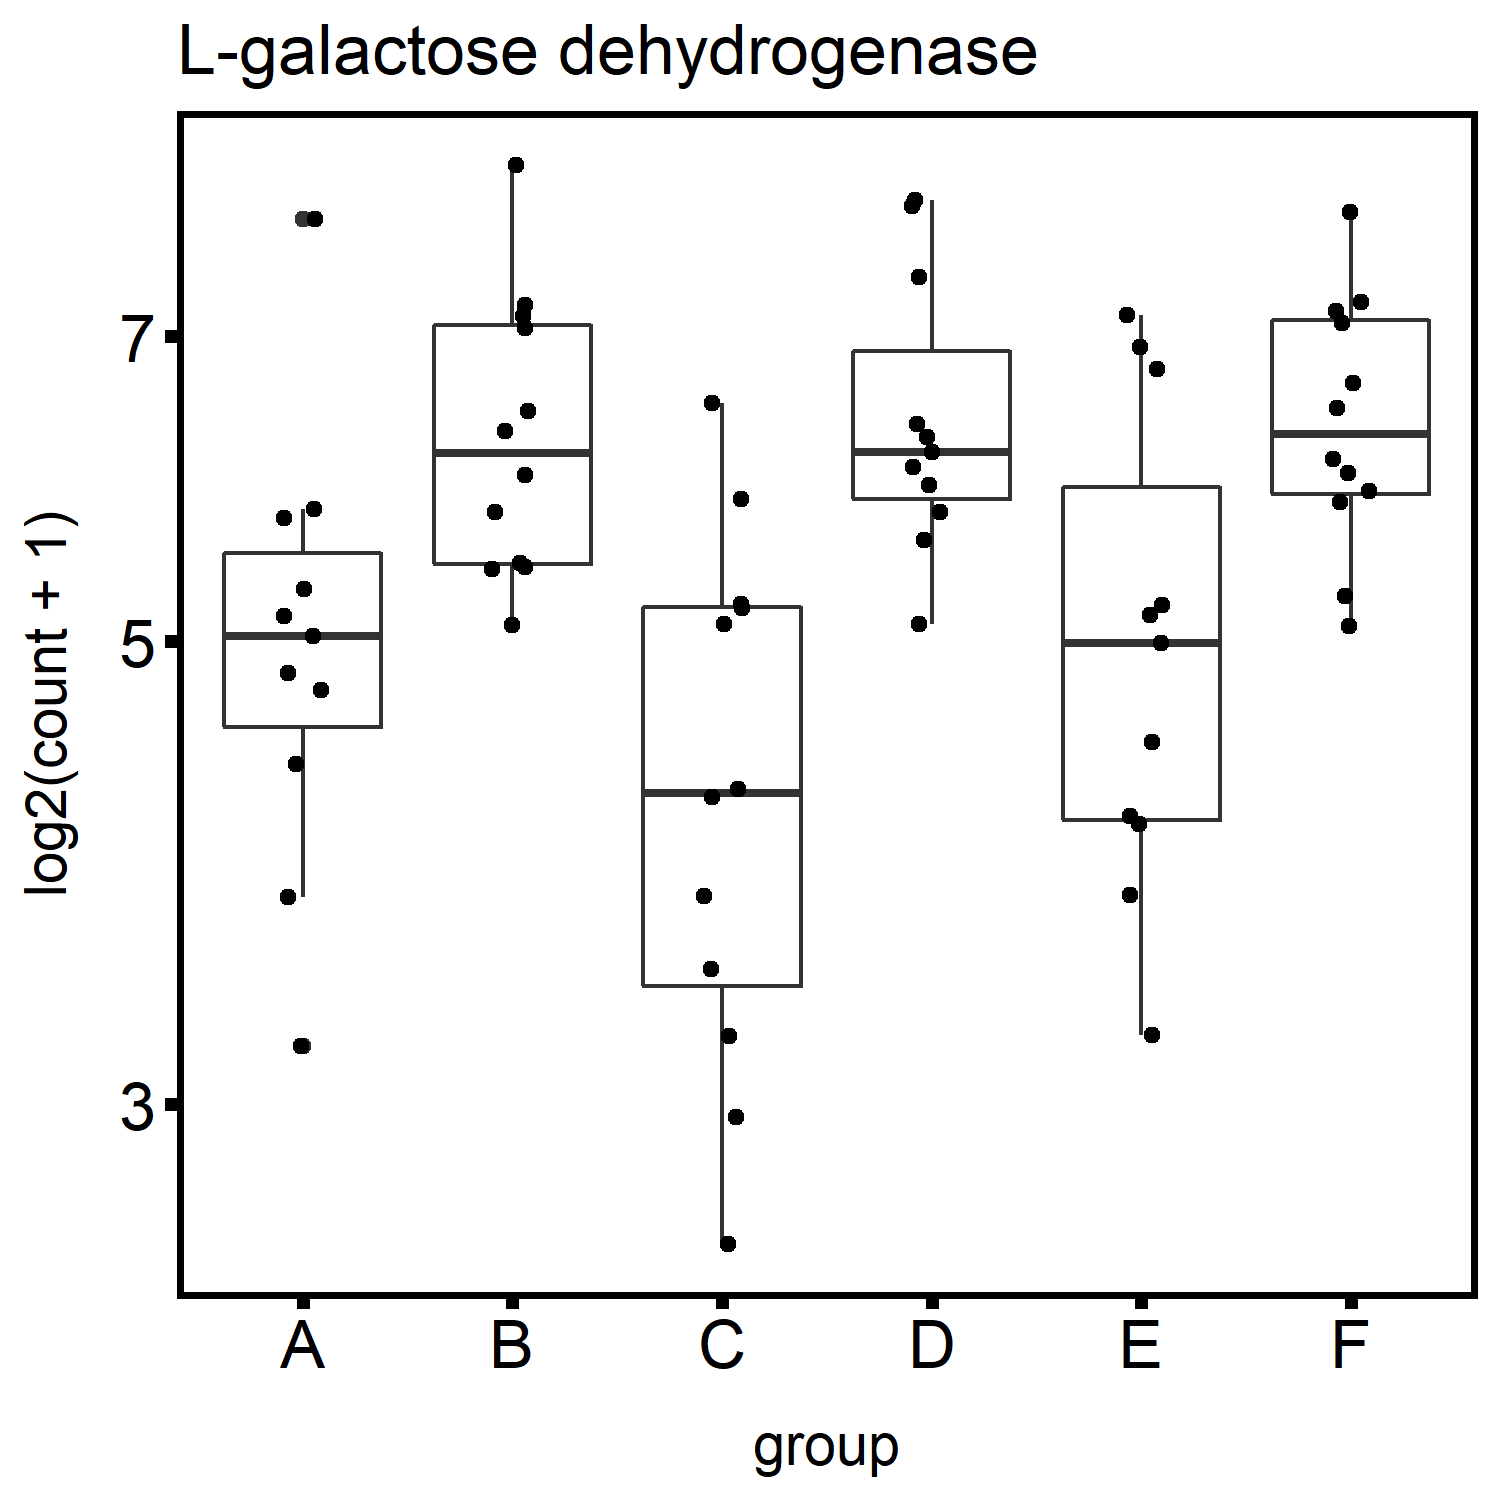 L-galactose dehydrogenase
log2(count + 1)
7
5
3
A B C D E F
group